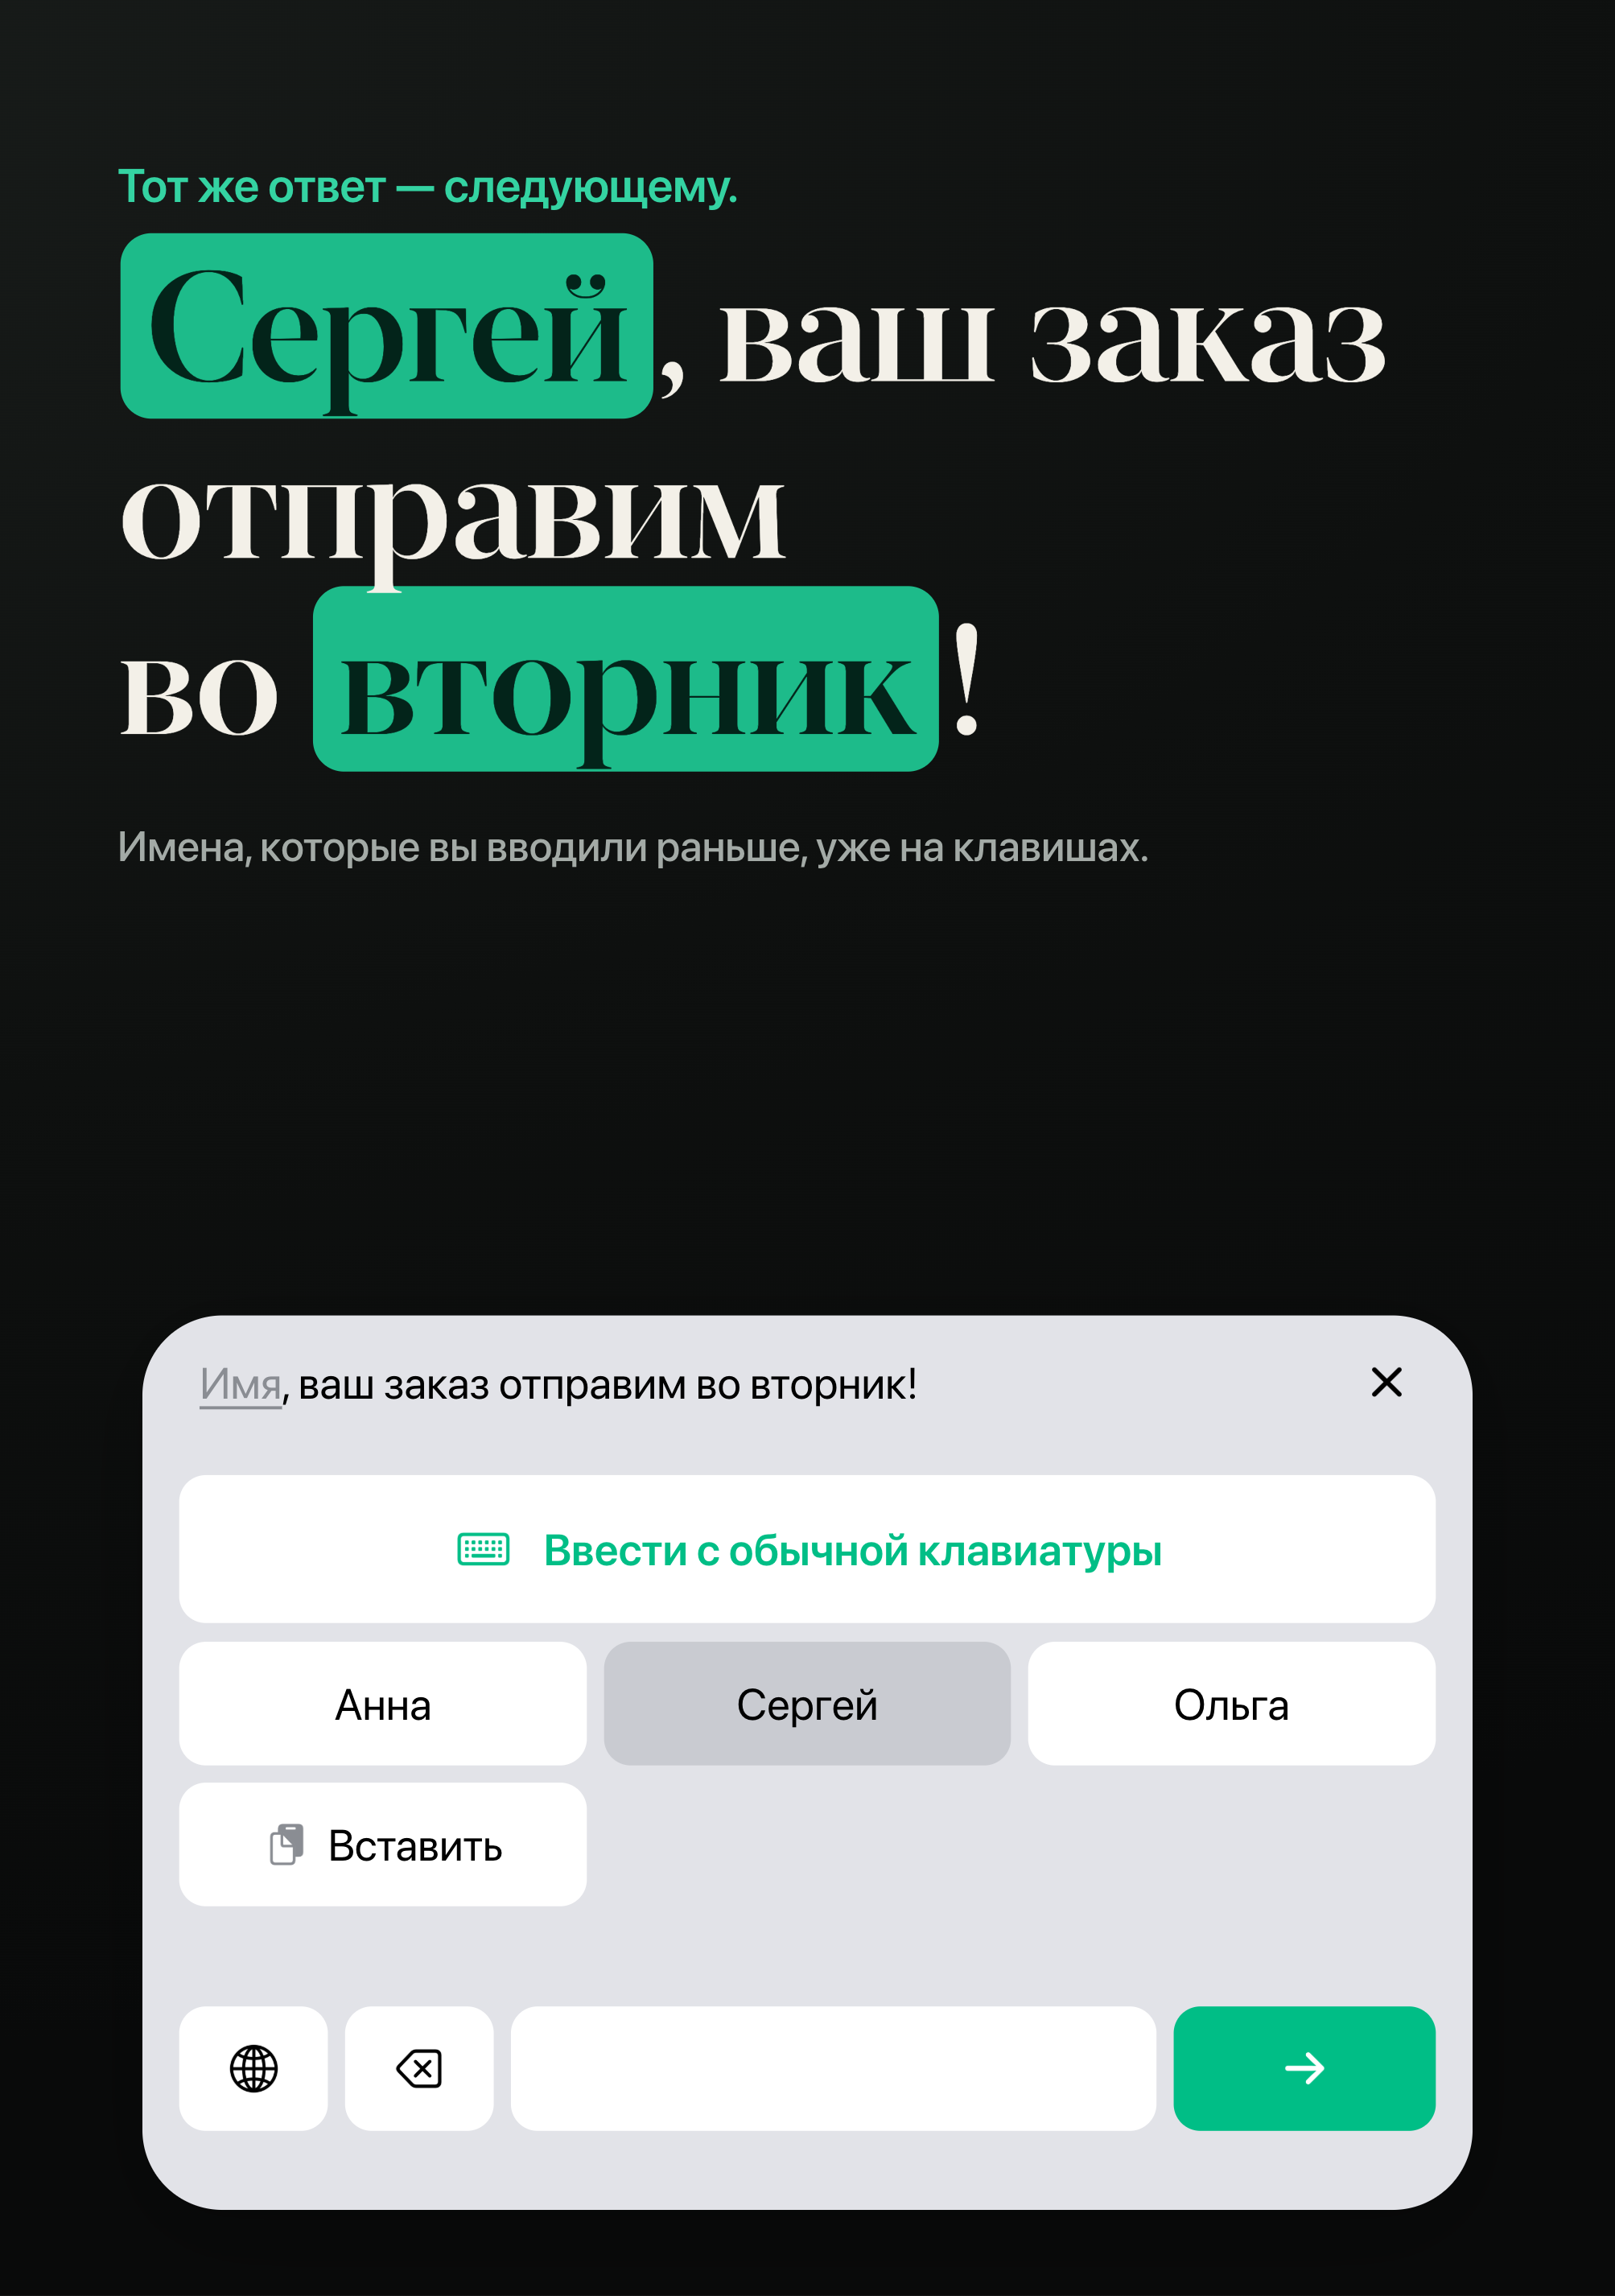 Тот же ответ — следующему.
Сергей, ваш заказ
отправим
во вторник!
Имена, которые вы вводили раньше, уже на клавишах.
Имя, ваш заказ отправим во вторник!
Ввести с обычной клавиатуры
Анна Сергей Ольга
Вставить